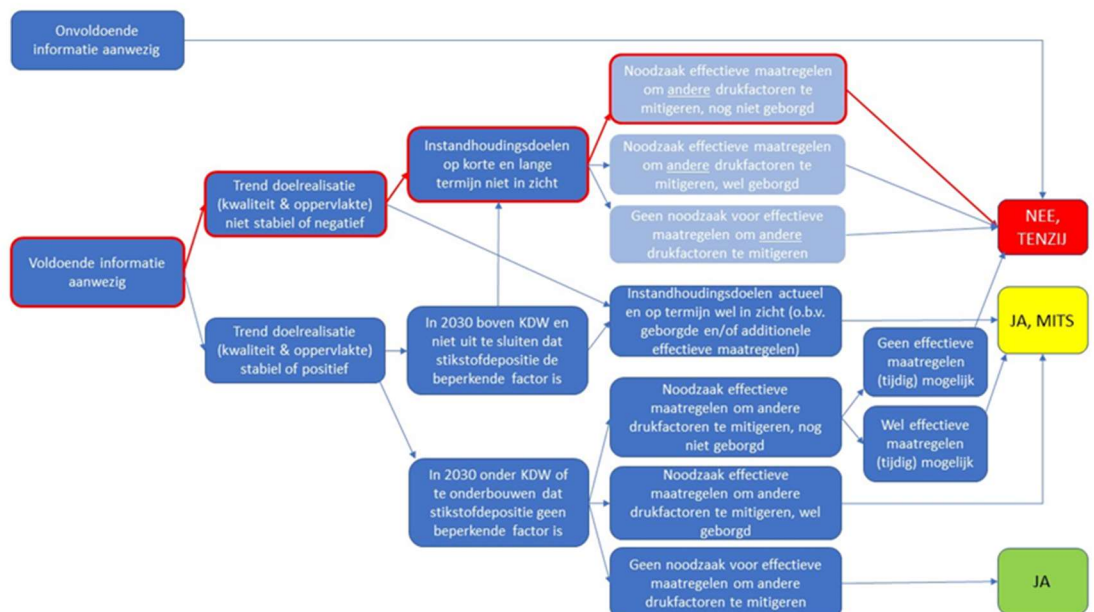 Onvoldoende
informatie aanwezig
Noodzaak effectieve maatregelen
om andere drukfactoren te
mitigeren, nog niet geborgd
Instandhoudingsdoelen
op korte en lange
termijn niet in zicht
Noodzaak effectieve maatregelen
om andere drukfactoren te
mitigeren, wel geborgd
Trend doelrealisatie
(kwaliteit & oppervlakte)
niet stabiel of negatief
Geen noodzaak voor effectieve
maatregelen om andere
drukfactoren te mitigeren
NEE,
TENZIJ
Voldoende informatie
aanwezig
Instandhoudingsdoelen actueel
en op termijn wel in zicht (o.b.v.
geborgde en/of additionele
effectieve maatregelen)
Trend doelrealisatie
(kwaliteit & oppervlakte)
stabiel of positief
In 2030 boven KDW en
niet uit te sluiten dat
stikstofdepositie de
beperkende factor is
JA, MITS
Geen effectieve
maatregelen
(tijdig) mogelijk
Noodzaak effectieve
maatregelen om andere
drukfactoren te mitigeren, nog
niet geborgd
Wel effectieve
maatregelen
(tijdig) mogelijk
In 2030 onder KDW of
te onderbouwen dat
stikstofdepositie geen
beperkende factor is
Noodzaak effectieve
maatregelen om andere
drukfactoren te mitigeren, wel
geborgd
Geen noodzaak voor effectieve
maatregelen om andere
drukfactoren te mitigeren
JA